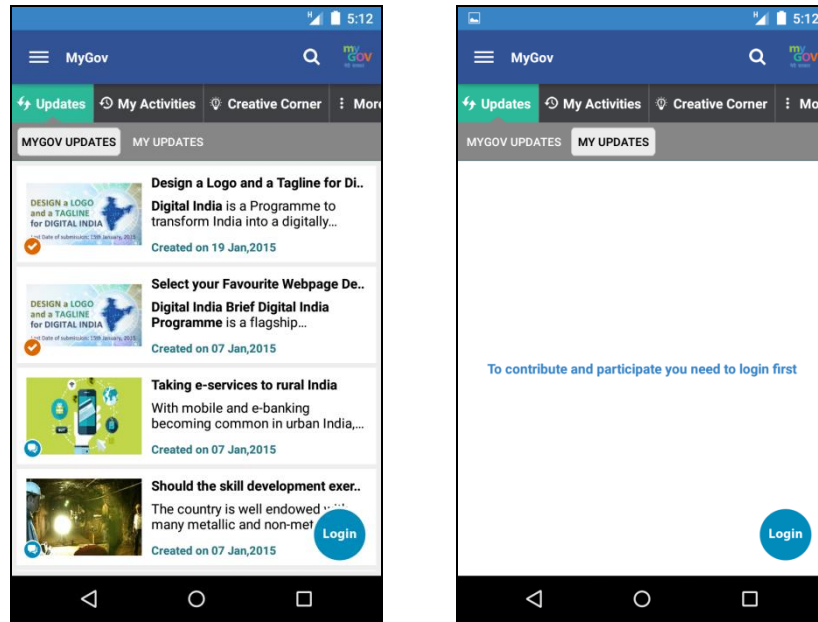 H 5:12
MyGov
my GOV
Updates My Activities Creative Corner More
MYGOV UPDATES MY UPDATES
DESIGN a LOGO
and a TAGLINE
for DIGITAL INDIA
Design a Logo and a Tagline for Di..
Digital India is a Programme to
transform India into a digitally...
Created on 19 Jan,2015
DESIGN a LOGO
and a TAGLINE
for DIGITAL INDIA
Select your Favourite Webpage De..
Digital India Brief Digital India
Programme is a flagship...
Created on 07 Jan,2015
Taking e-services to rural India
With mobile and e-banking
becoming common in urban India,...
Created on 07 Jan,2015
Should the skill development exer..
The country is well endowed
many metallic and non-met
Created on 07 Jan,2015
Login
H 5:12
MyGov
my GOV
Updates My Activities Creative Corner Mo
MYGOV UPDATES MY UPDATES
To contribute and participate you need to login first
Login